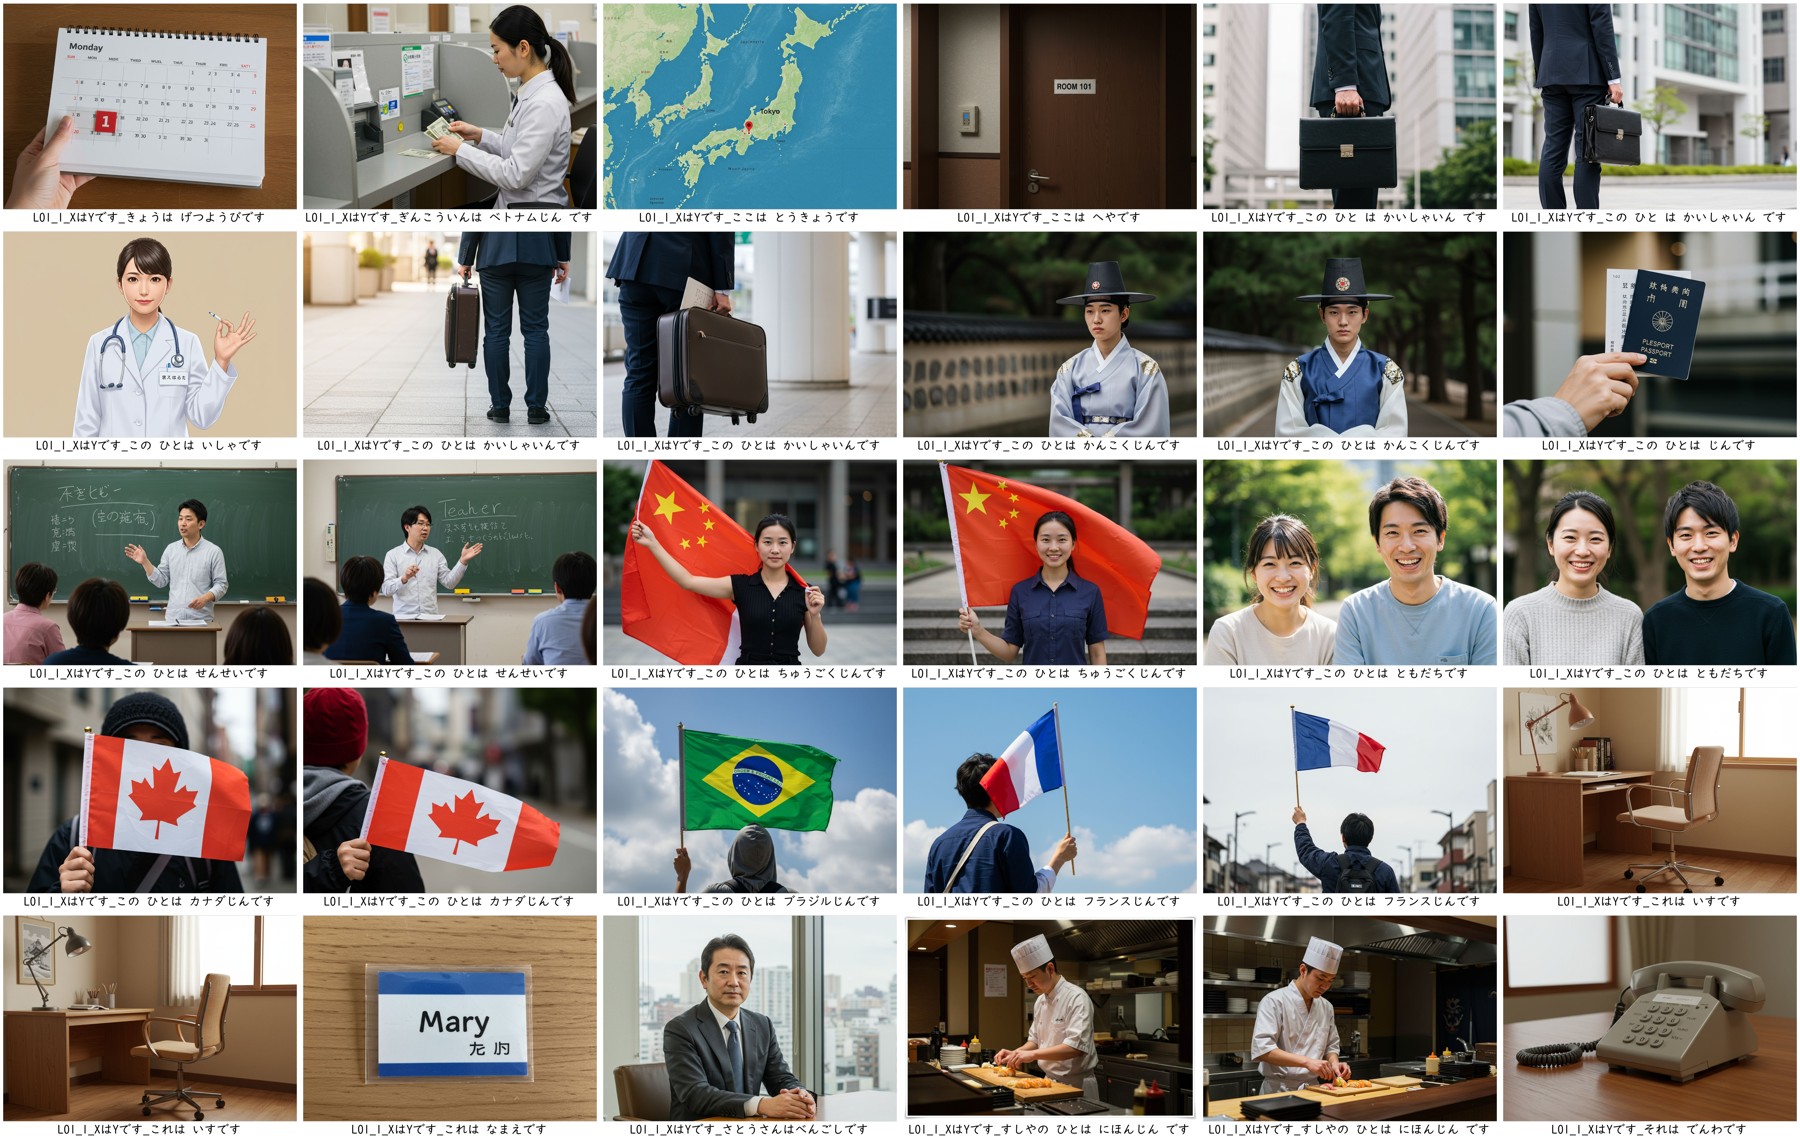 Monday
1
L01_I_XはYです_きょうは げつようびです
L01_I_XはYです_ぎんこういんは ベトナムじん です
Tokyo
L01_I_XはYです_ここは とうきょうです
ROOM 101
L01_I_XはYです_ここは へやです
L01_I_XはYです_この ひと は かいしゃいん です
L01_I_XはYです_この ひと は かいしゃいん です
L01_I_XはYです_この ひとは いしゃです
L01_I_XはYです_この ひとは かいしゃいんです
L01_I_XはYです_この ひとは かいしゃいんです
L01_I_XはYです_この ひとは かんこくじんです
L01_I_XはYです_この ひとは かんこくじんです
PLESPORT
PASSPORT
L01_I_XはYです_この ひとは じんです
L01_I_XはYです_この ひとは せんせいです
Teaher
L01_I_XはYです_この ひとは せんせいです
L01_I_XはYです_この ひとは ちゅうごくじんです
L01_I_XはYです_この ひとは ちゅうごくじんです
L01_I_XはYです_この ひとは ともだちです
L01_I_XはYです_この ひとは ともだちです
L01_I_XはYです_この ひとは カナダじんです
L01_I_XはYです_この ひとは カナダじんです
L01_I_XはYです_この ひとは ブラジルじんです
L01_I_XはYです_この ひとは フランスじんです
L01_I_XはYです_この ひとは フランスじんです
L01_I_XはYです_これは いすです
L01_I_XはYです_これは いすです
Mary
L01_I_XはYです_これは なまえです
L01_I_XはYです_さとうさんはべんごしです
L01_I_XはYです_すしやの ひとは にほんじん です
L01_I_XはYです_すしやの ひとは にほんじん です
L01_I_XはYです_それは でんわです